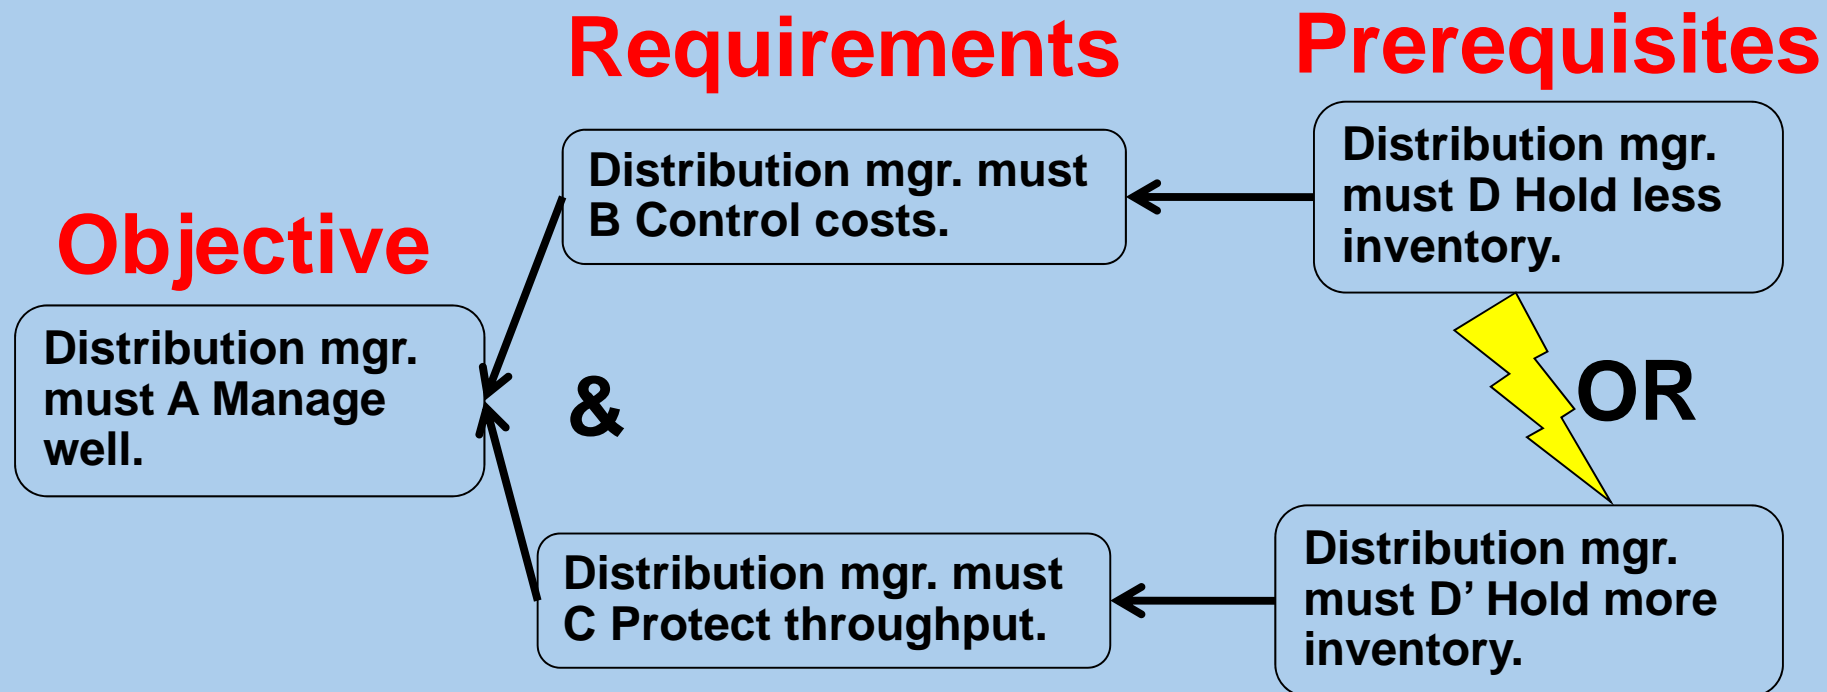 Requirements
Prerequisites
Objective
Distribution mgr.
must A Manage
well.
Distribution mgr. must
B Control costs.
&
Distribution mgr. must
C Protect throughput.
Distribution mgr.
must D Hold less
inventory.
OR
Distribution mgr.
must D’ Hold more
inventory.